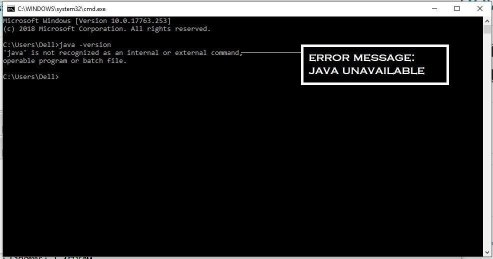 C:\WINDOWS\system32\cmd.exe
Microsoft Windows [Version 10.0.17763.253]
(c) 2018 Microsoft Corporation. All rights reserved.
C:\Users\Dell>java -version
'java' is not recognized as an internal or external command,
operable program or batch file.
C:\Users\Dell>
ERROR MESSAGE:
JAVA UNAVAILABLE